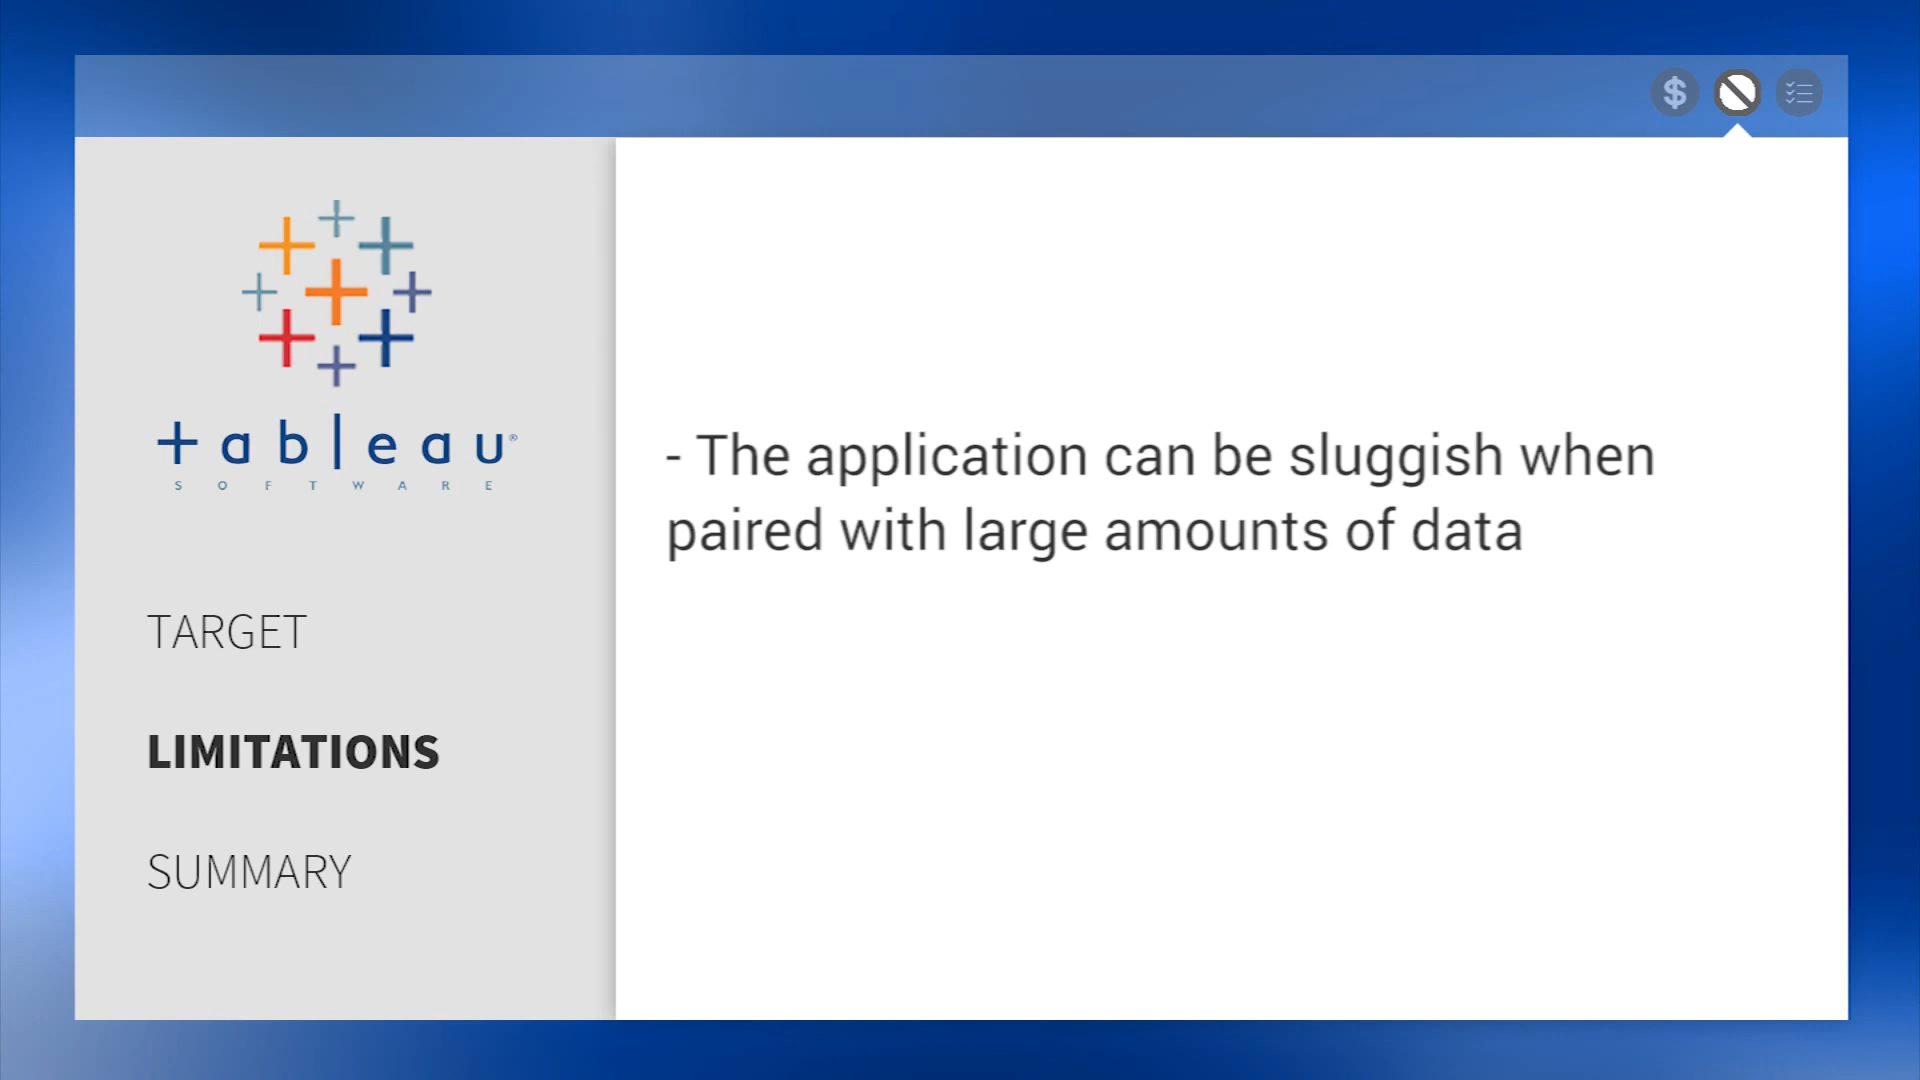 $
tableau®
SOFTWARE
TARGET
LIMITATIONS
SUMMARY
- The application can be sluggish when
paired with large amounts of data